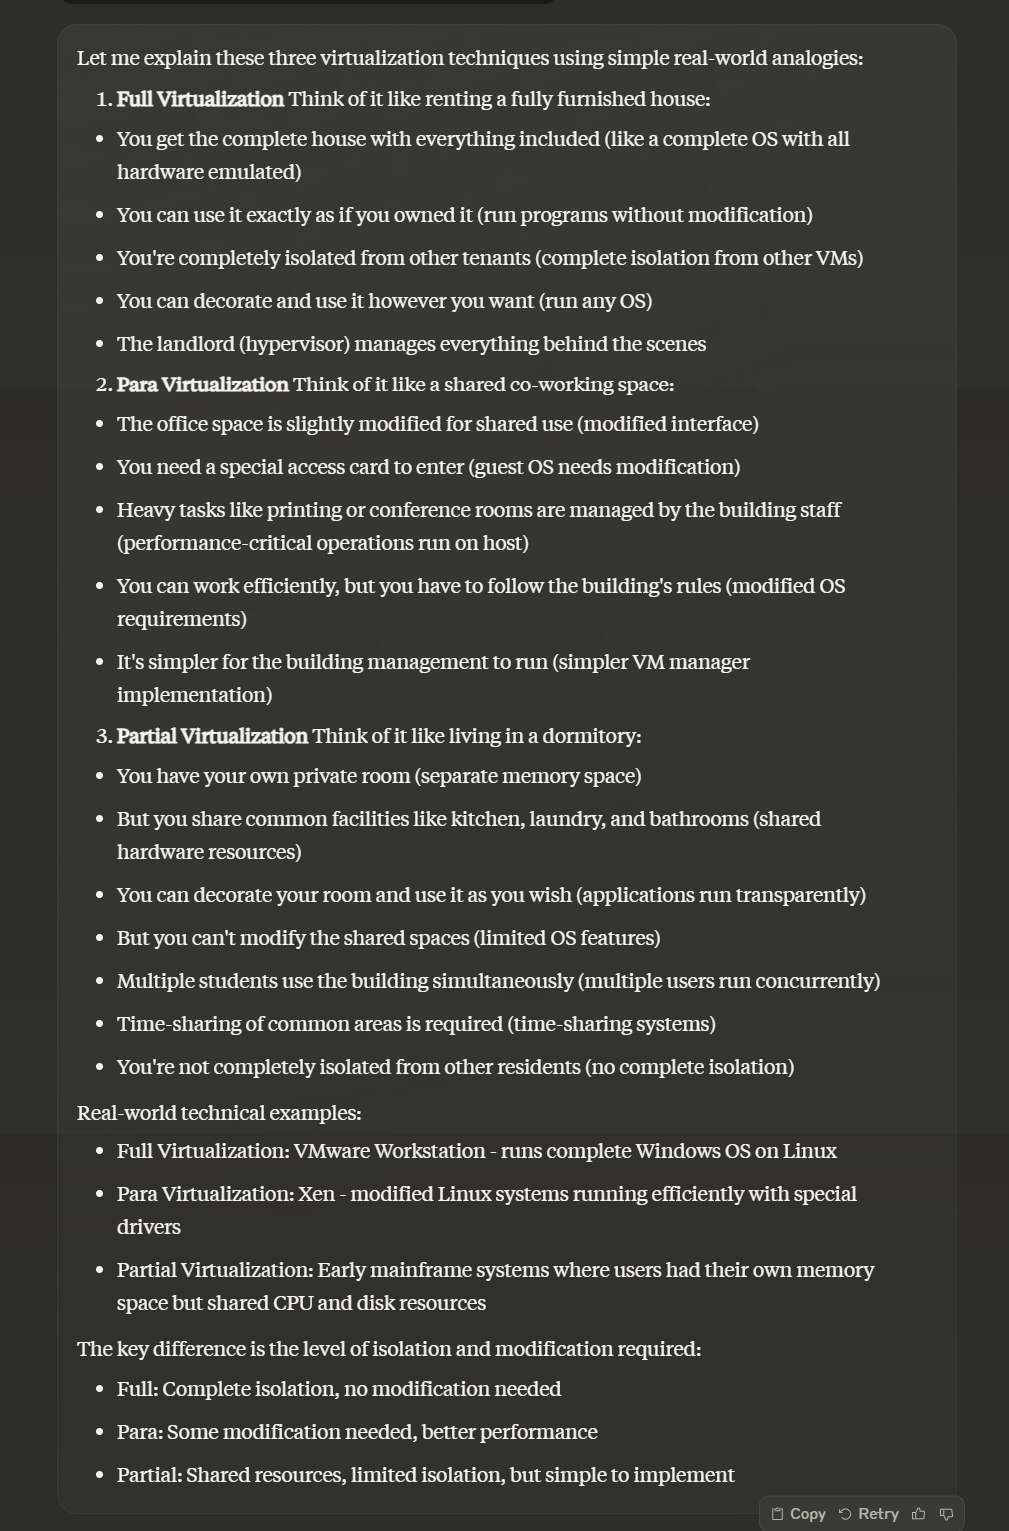 Let me explain these three virtualization techniques using simple real-world analogies:
1. Full Virtualization Think of it like renting a fully furnished house:
• You get the complete house with everything included (like a complete OS with all
hardware emulated)
• You can use it exactly as if you owned it (run programs without modification)
• You're completely isolated from other tenants (complete isolation from other VMs)
• You can decorate and use it however you want (run any OS)
• The landlord (hypervisor) manages everything behind the scenes
2. Para Virtualization Think of it like a shared co-working space:
• The office space is slightly modified for shared use (modified interface)
• You need a special access card to enter (guest OS needs modification)
• Heavy tasks like printing or conference rooms are managed by the building staff
(performance-critical operations run on host)
• You can work efficiently, but you have to follow the building's rules (modified OS
requirements)
• It's simpler for the building management to run (simpler VM manager
implementation)
3. Partial Virtualization Think of it like living in a dormitory:
• You have your own private room (separate memory space)
• But you share common facilities like kitchen, laundry, and bathrooms (shared
hardware resources)
• You can decorate your room and use it as you wish (applications run transparently)
• But you can't modify the shared spaces (limited OS features)
• Multiple students use the building simultaneously (multiple users run concurrently)
• Time-sharing of common areas is required (time-sharing systems)
• You're not completely isolated from other residents (no complete isolation)
Real-world technical examples:
• Full Virtualization: VMware Workstation - runs complete Windows OS on Linux
• Para Virtualization: Xen - modified Linux systems running efficiently with special
drivers
• Partial Virtualization: Early mainframe systems where users had their own memory
space but shared CPU and disk resources
The key difference is the level of isolation and modification required:
• Full: Complete isolation, no modification needed
• Para: Some modification needed, better performance
• Partial: Shared resources, limited isolation, but simple to implement
Copy Retry